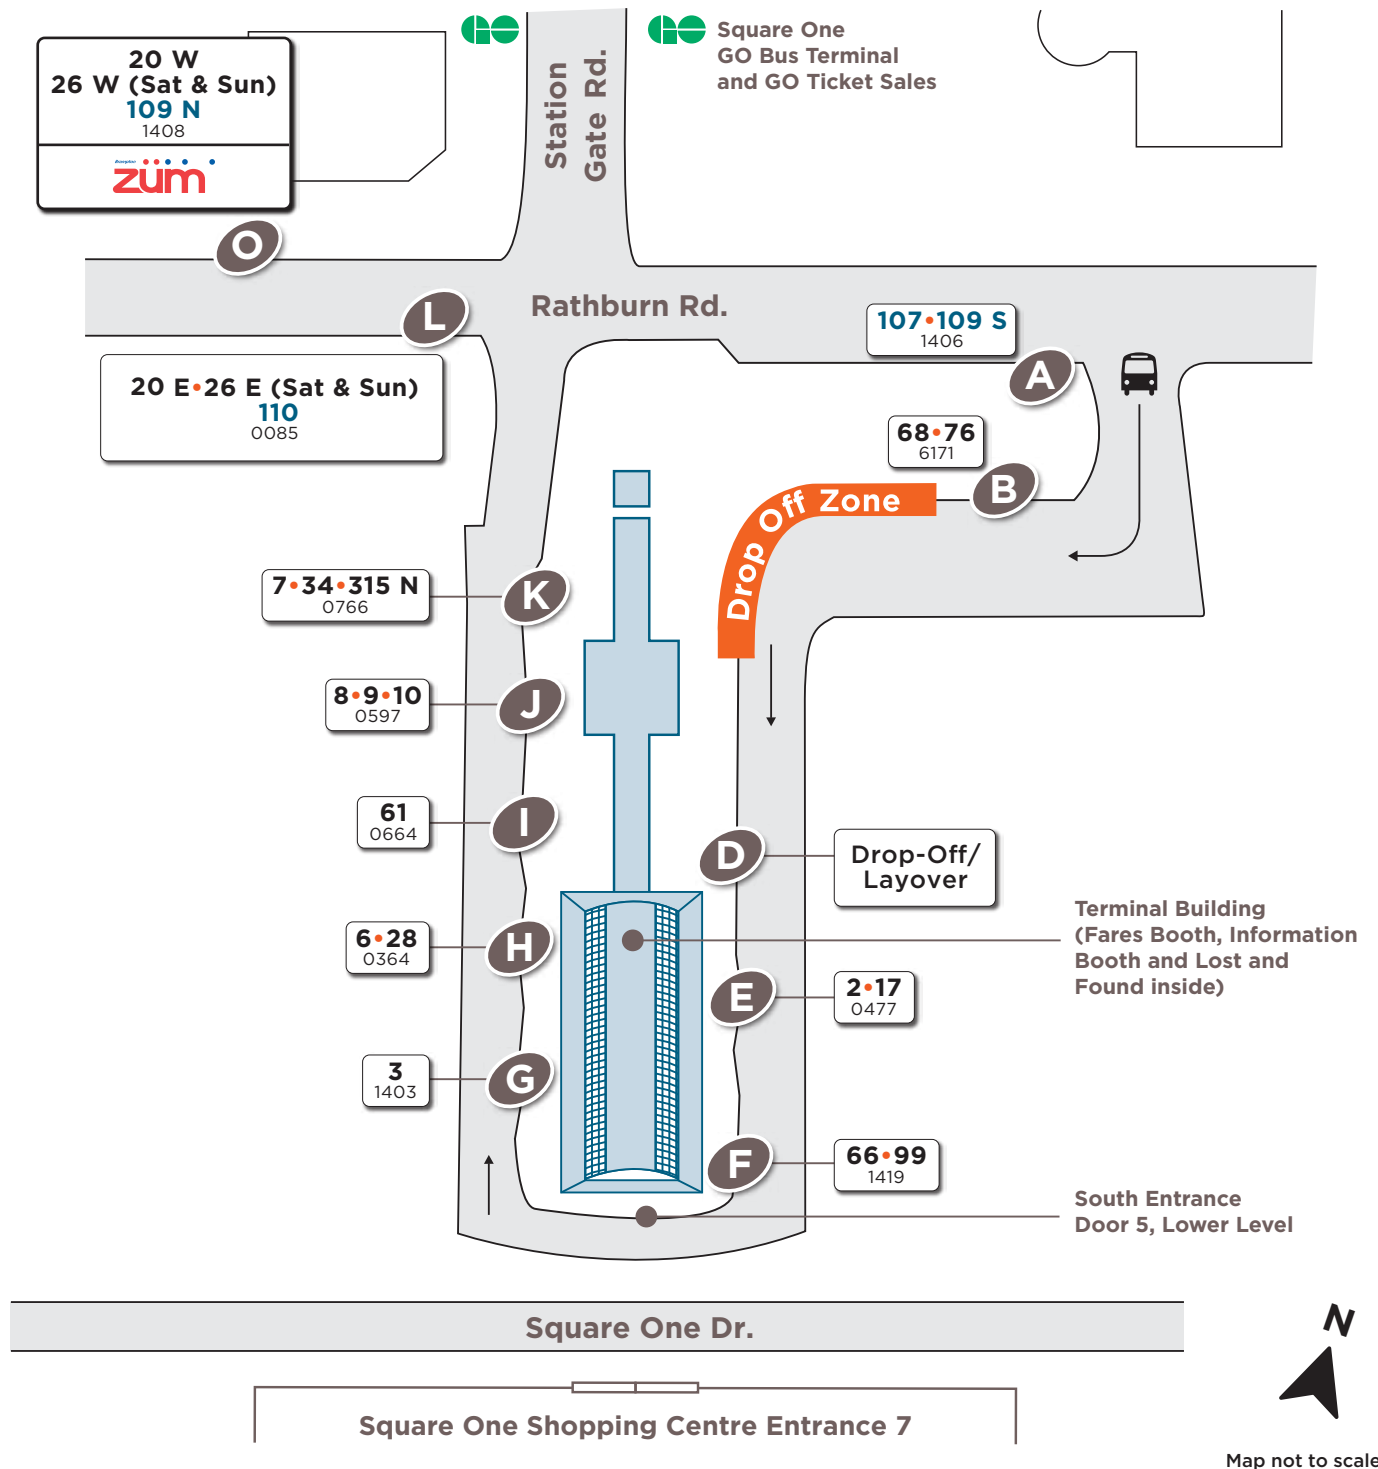 20 W
26 W (Sat & Sun)
109 N
1408
züm
GO
GO
Square One
GO Bus Terminal
and GO Ticket Sales
Station
Gate Rd.
O
L
Rathburn Rd.
107•109 S
1406
A
20 E•26 E (Sat & Sun)
110
0085
68•76
6171
B
Drop Off Zone
7•34•315 N
0766
K
8•9•10
0597
J
61
0664
I
D
Drop-Off/
Layover
6•28
0364
H
Terminal Building
(Fares Booth, Information
Booth and Lost and
Found inside)
E
2•17
0477
3
1403
G
F
66•99
1419
South Entrance
Door 5, Lower Level
Square One Dr.
N
Square One Shopping Centre Entrance 7
Map not to scale